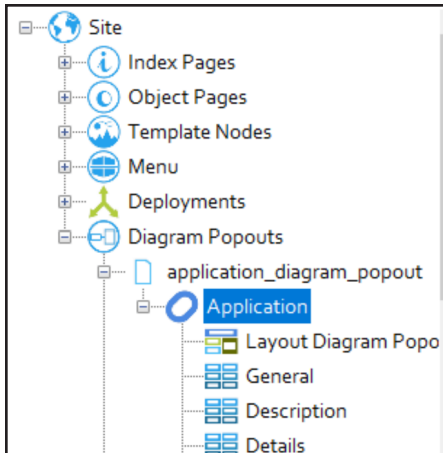 Site
Index Pages
Object Pages
Template Nodes
Menu
Deployments
Diagram Popouts
application_diagram_popout
Application
Layout Diagram Popo
General
Description
Details